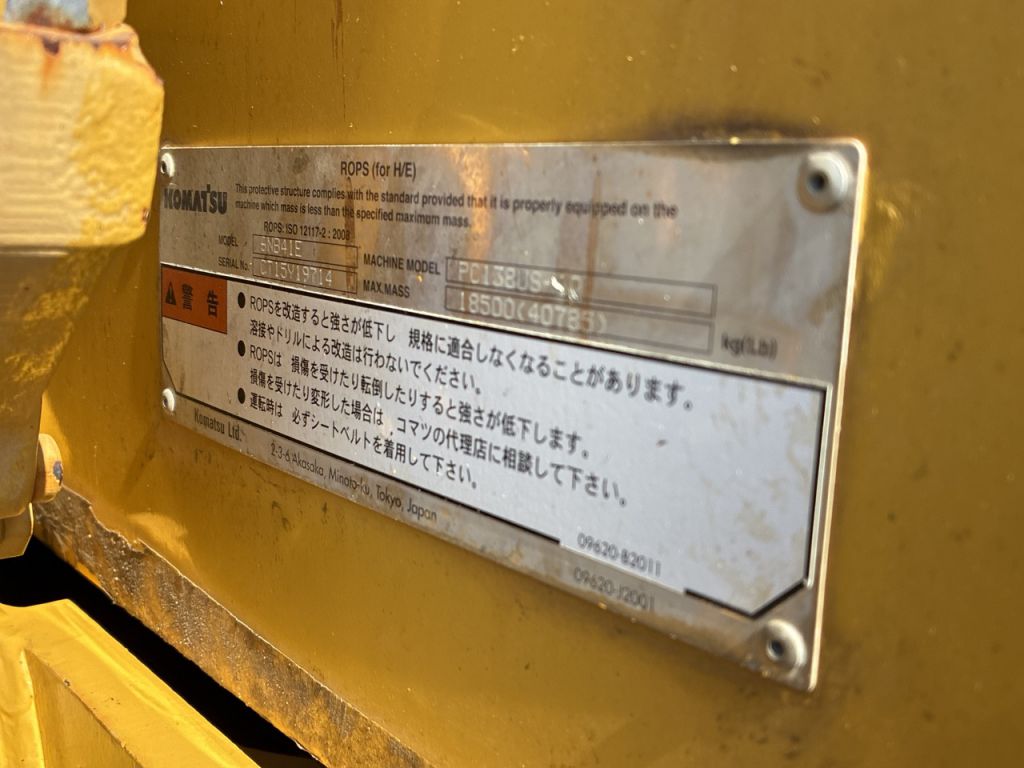 ROPS (for H/E)
KOMATSU
This protective structure complies with the standard provided that it is properly equipped on the
machine which mass is less than the specified maximum mass.
ROPS: ISO 12117-2 : 2008
MODEL 6NB41E
SERIAL No. CT15Y19714
MACHINE MODEL PC138US-10
MAX.MASS 18500(40785) kg(Lb)
警告
● ROPSを改造すると強さが低下し 規格に適合しなくなることがあります。
溶接やドリルによる改造は行わないでください。
● ROPSは 損傷を受けたり転倒したりすると強さが低下します。
損傷を受けたり変形した場合は コマツの代理店に相談して下さい。
● 運転時は 必ずシートベルトを着用して下さい。
09620-B2011
Komatsu Ltd.
2-3-6 Akasaka, Minato-ku, Tokyo, Japan
09620-J2001